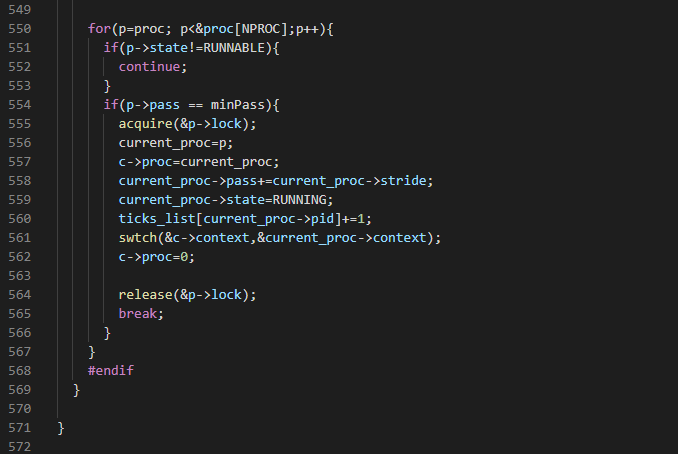 549
550 for(p=proc; p<&proc[NPROC];p++){
551 if(p->state!=RUNNABLE){
552 continue;
553 }
554 if(p->pass == minPass){
555 acquire(&p->lock);
556 current_proc=p;
557 c->proc=current_proc;
558 current_proc->pass+=current_proc->stride;
559 current_proc->state=RUNNING;
560 ticks_list[current_proc->pid]+=1;
561 swtch(&c->context,&current_proc->context);
562 c->proc=0;
563
564 release(&p->lock);
565 break;
566 }
567 }
568 #endif
569 }
570
571 }
572